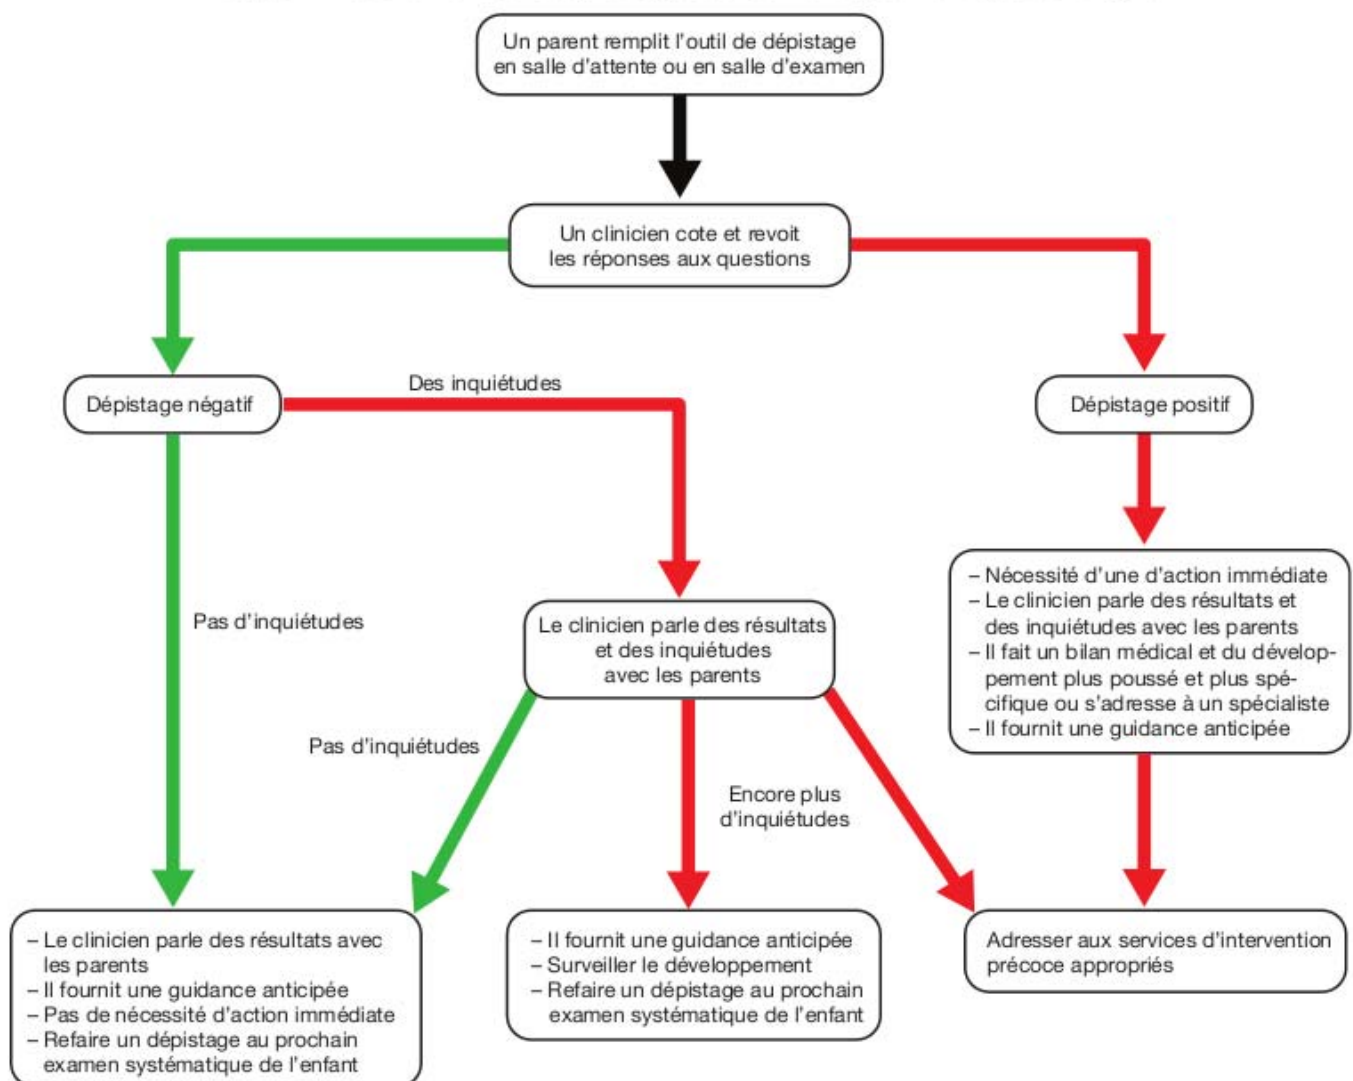 Un parent remplit l'outil de dépistage
en salle d'attente ou en salle d'examen
Un clinicien cote et revoit
les réponses aux questions
Des inquiétudes
Dépistage négatif
Dépistage positif
– Nécessité d'une d'action immédiate
– Le clinicien parle des résultats et
des inquiétudes avec les parents
– Il fait un bilan médical et du dévelop-
pement plus poussé et plus spé-
cifique ou s'adresse à un spécialiste
– Il fournit une guidance anticipée
Pas d'inquiétudes
Le clinicien parle des résultats
et des inquiétudes
avec les parents
Pas d'inquiétudes
Encore plus
d'inquiétudes
– Le clinicien parle des résultats avec
les parents
– Il fournit une guidance anticipée
– Pas de nécessité d'action immédiate
– Refaire un dépistage au prochain
examen systématique de l'enfant
– Il fournit une guidance anticipée
– Surveiller le développement
– Refaire un dépistage au prochain
examen systématique de l'enfant
Adresser aux services d'intervention
précoce appropriés